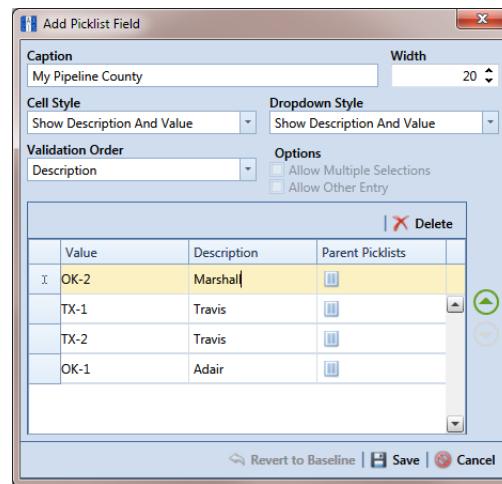 Add Picklist Field
Caption Width
My Pipeline County 20
Cell Style Dropdown Style
Show Description And Value Show Description And Value
Validation Order Options
Description Allow Multiple Selections
Allow Other Entry
Delete
Value Description Parent Picklists
OK-2 Marshall
TX-1 Travis
TX-2 Travis
OK-1 Adair
Revert to Baseline Save Cancel